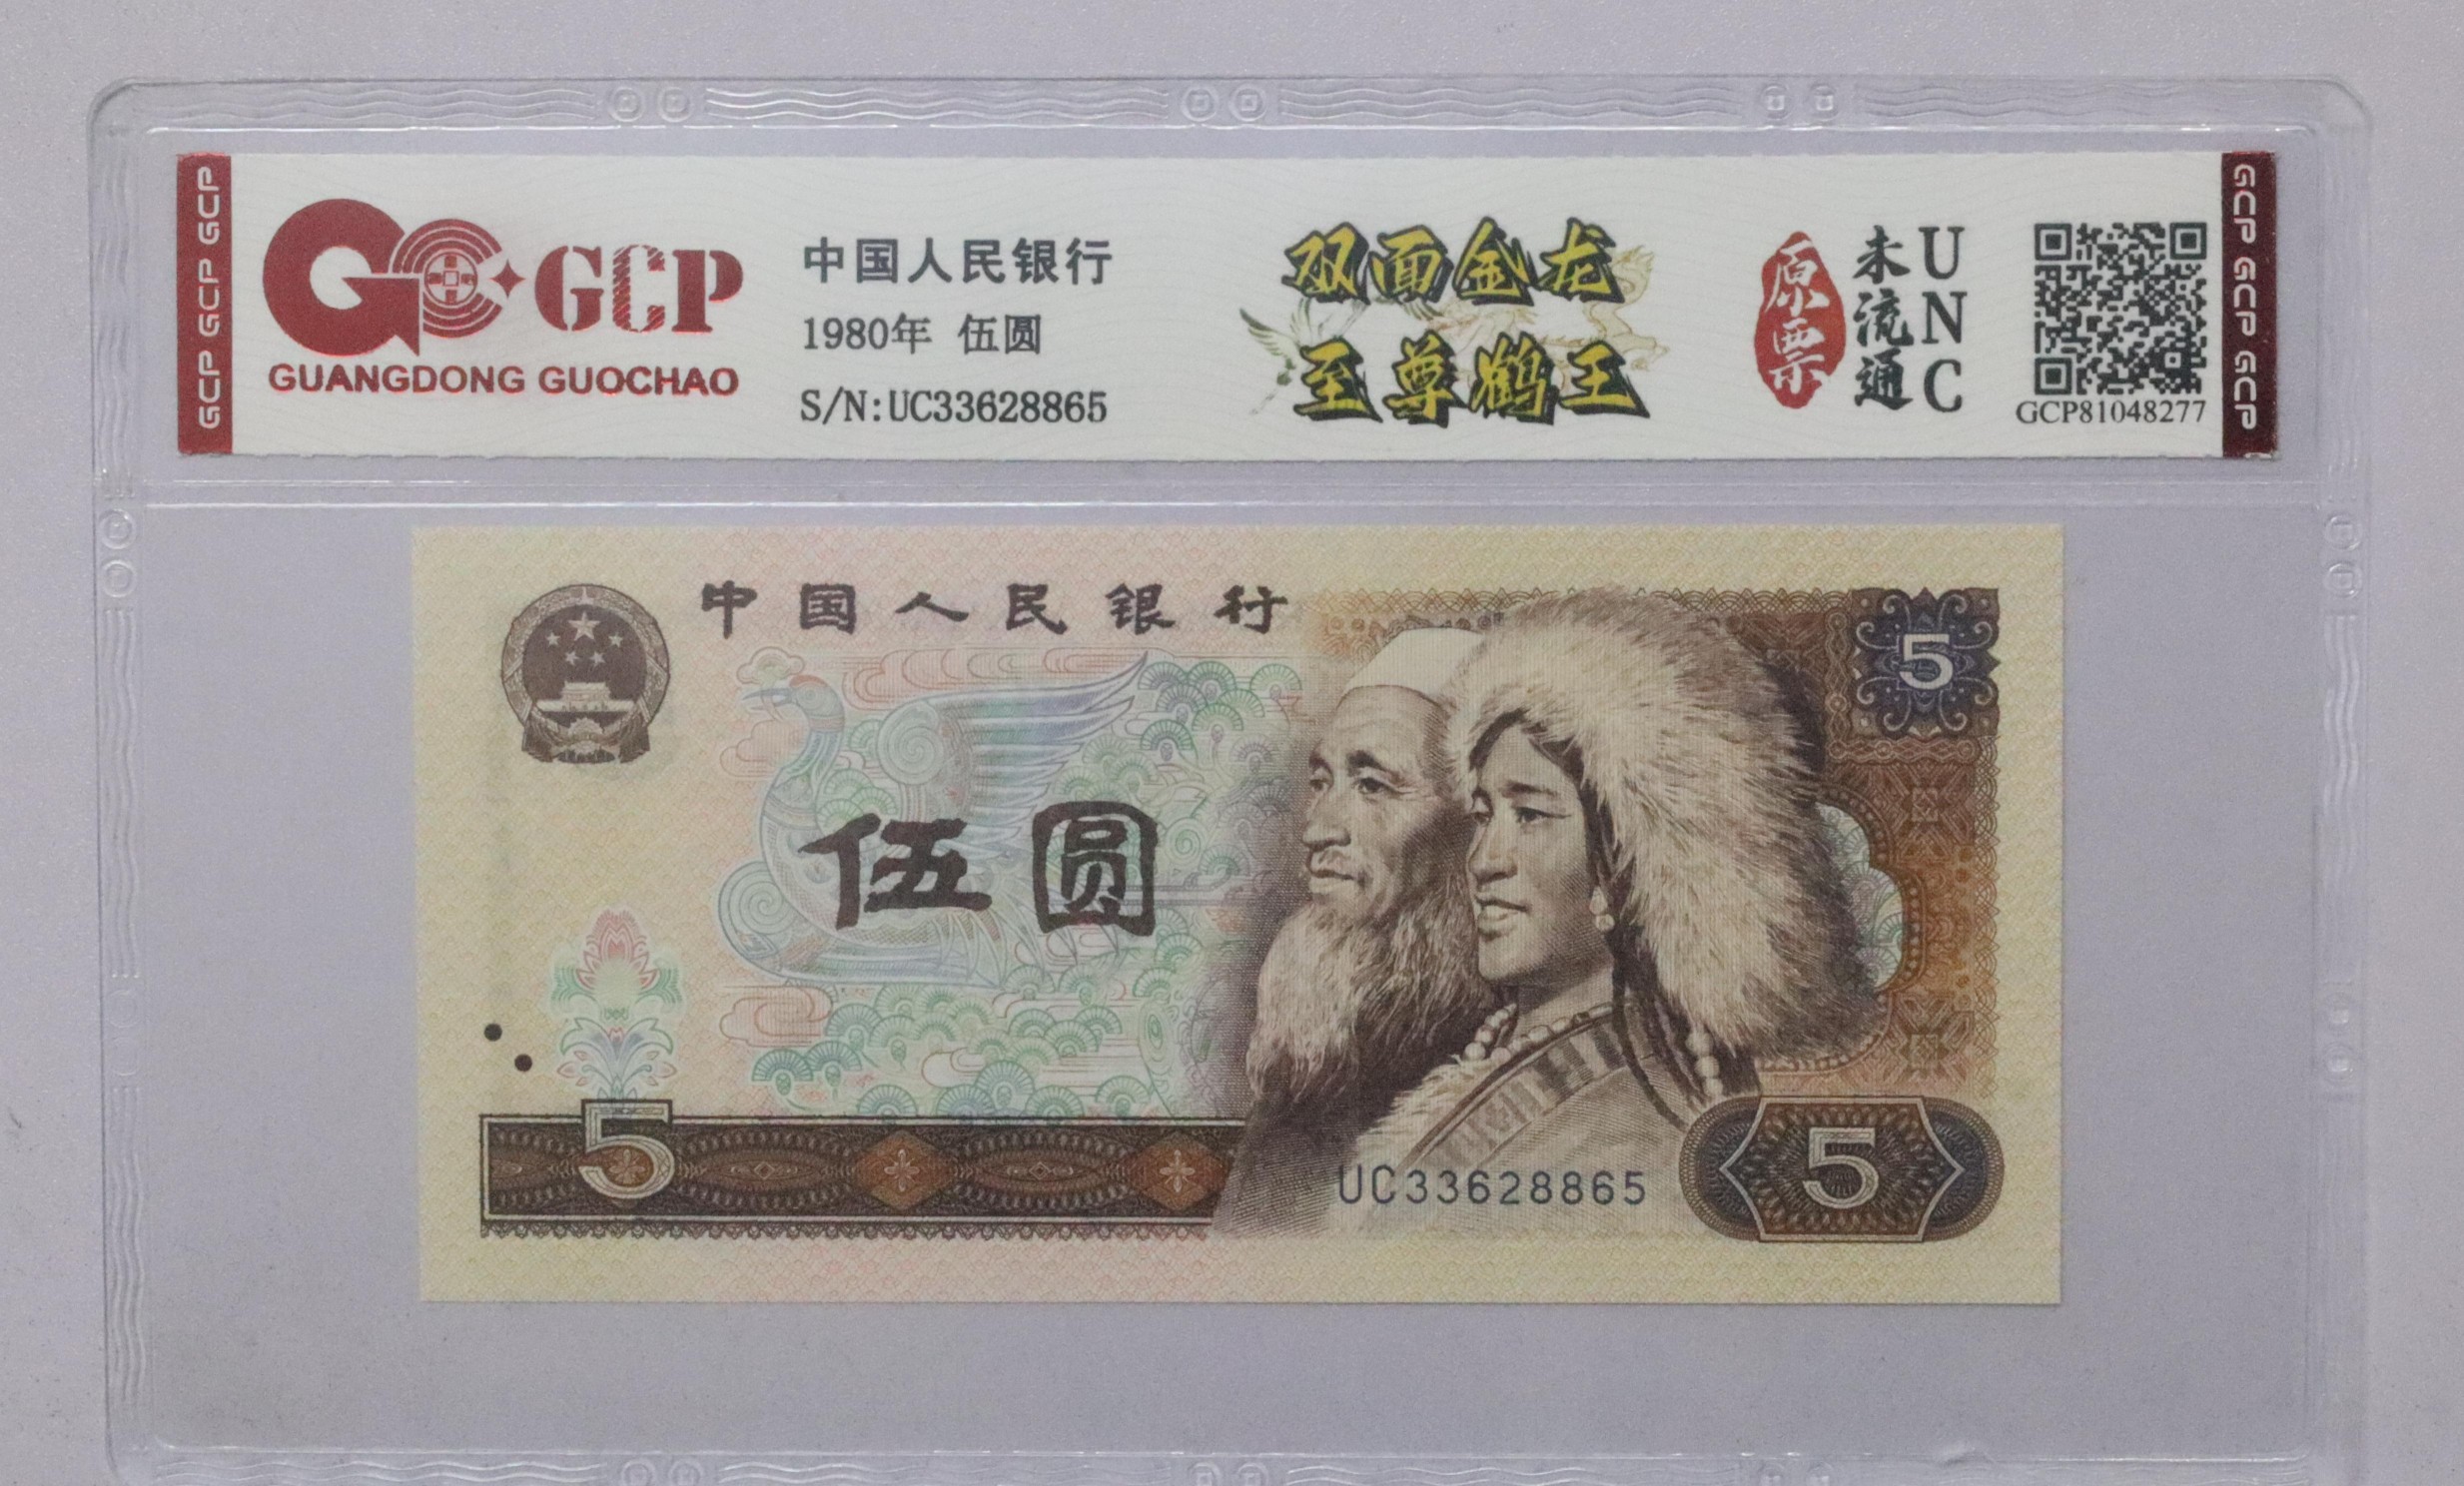 GCP GCP GCP
GCP
GUANGDONG GUOCHAO
中国人民银行
1980年 伍圆
S/N:UC33628865
双面金龙
至尊鹤王
原票
未流通
UNC
GCP81048277
GCP GCP GCP
中国人民银行
5
伍圆
5
UC33628865
5